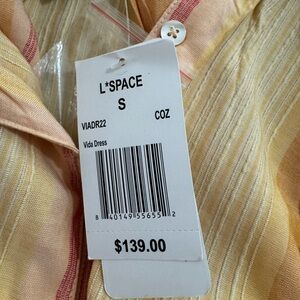 L*SPACE
S
VIADR22 COZ
Vida Dress
8 40149 55655 2
$139.00